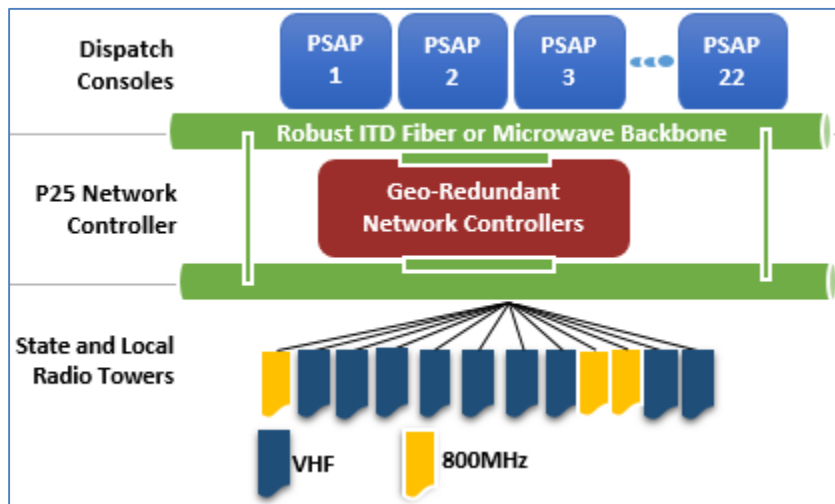 Dispatch
Consoles
PSAP
1
PSAP
2
PSAP
3
PSAP
22
Robust ITD Fiber or Microwave Backbone
P25 Network
Controller
Geo-Redundant
Network Controllers
State and Local
Radio Towers
VHF
800MHz